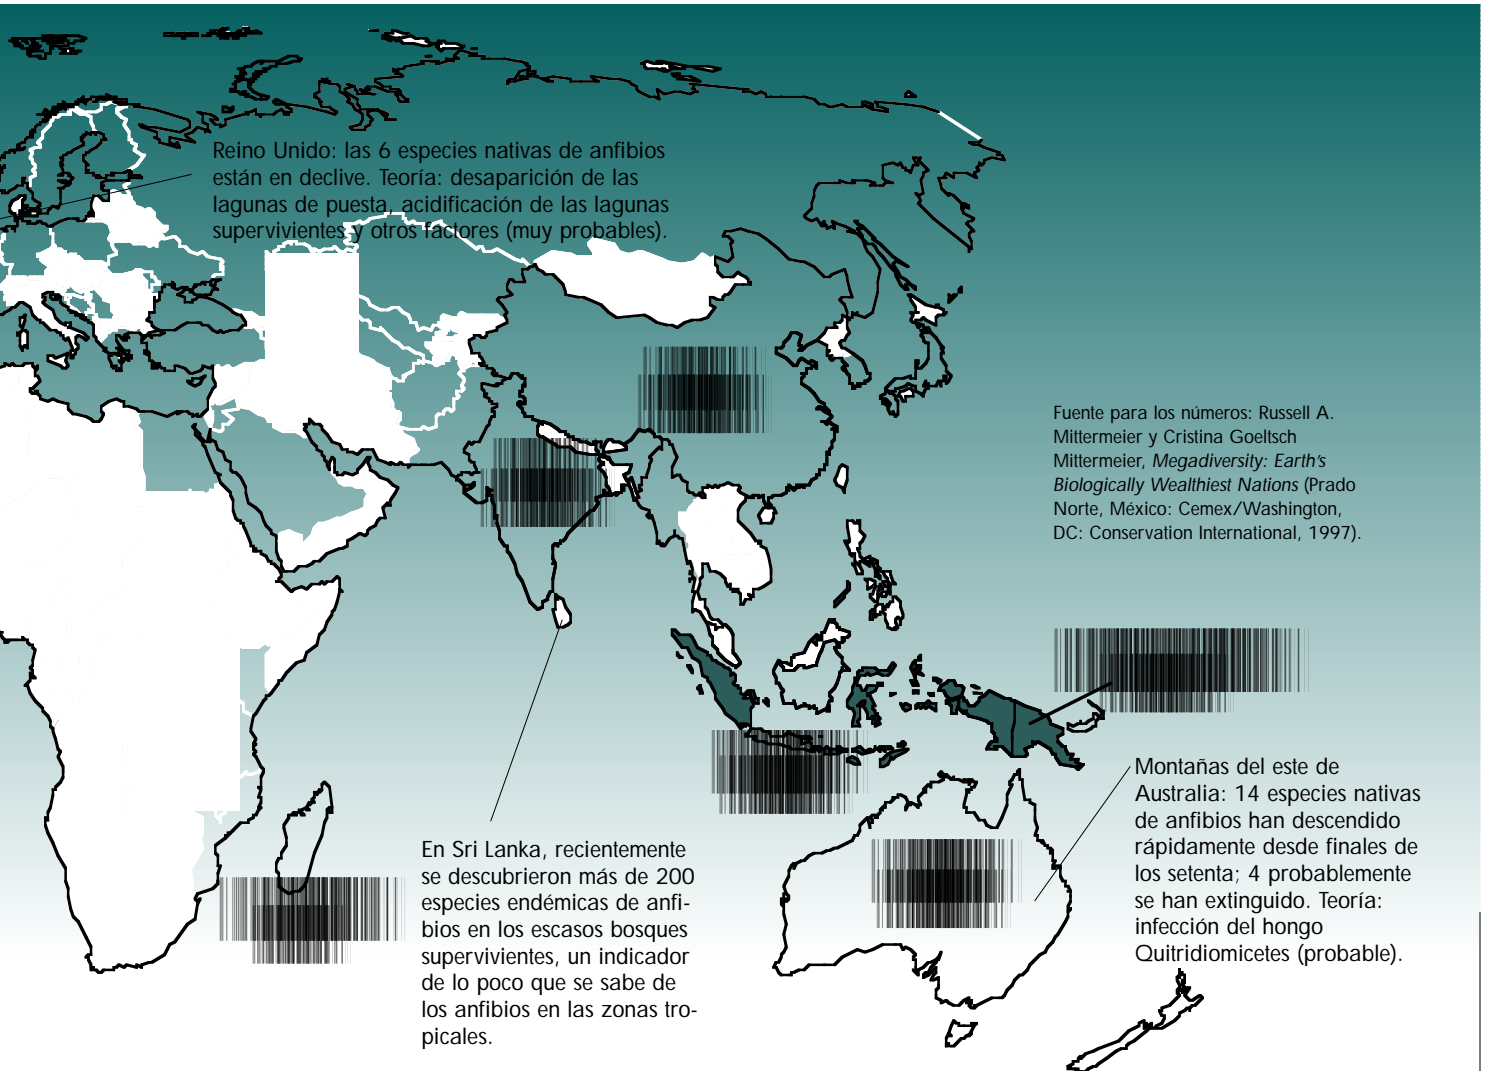 Reino Unido: las 6 especies nativas de anfibios
están en declive. Teoría: desaparición de las
lagunas de puesta, acidificación de las lagunas
supervivientes y otros factores (muy probables).
Fuente para los números: Russell A.
Mittermeier y Cristina Goeltsch
Mittermeier, Megadiversity: Earth's
Biologically Wealthiest Nations (Prado
Norte, México: Cemex/Washington,
DC: Conservation International, 1997).
Montañas del este de
Australia: 14 especies nativas
de anfibios han descendido
rápidamente desde finales de
los setenta; 4 probablemente
se han extinguido. Teoría:
infección del hongo
Quitridiomicetes (probable).
En Sri Lanka, recientemente
se descubrieron más de 200
especies endémicas de anfi-
bios en los escasos bosques
supervivientes, un indicador
de lo poco que se sabe de
los anfibios en las zonas tro-
picales.